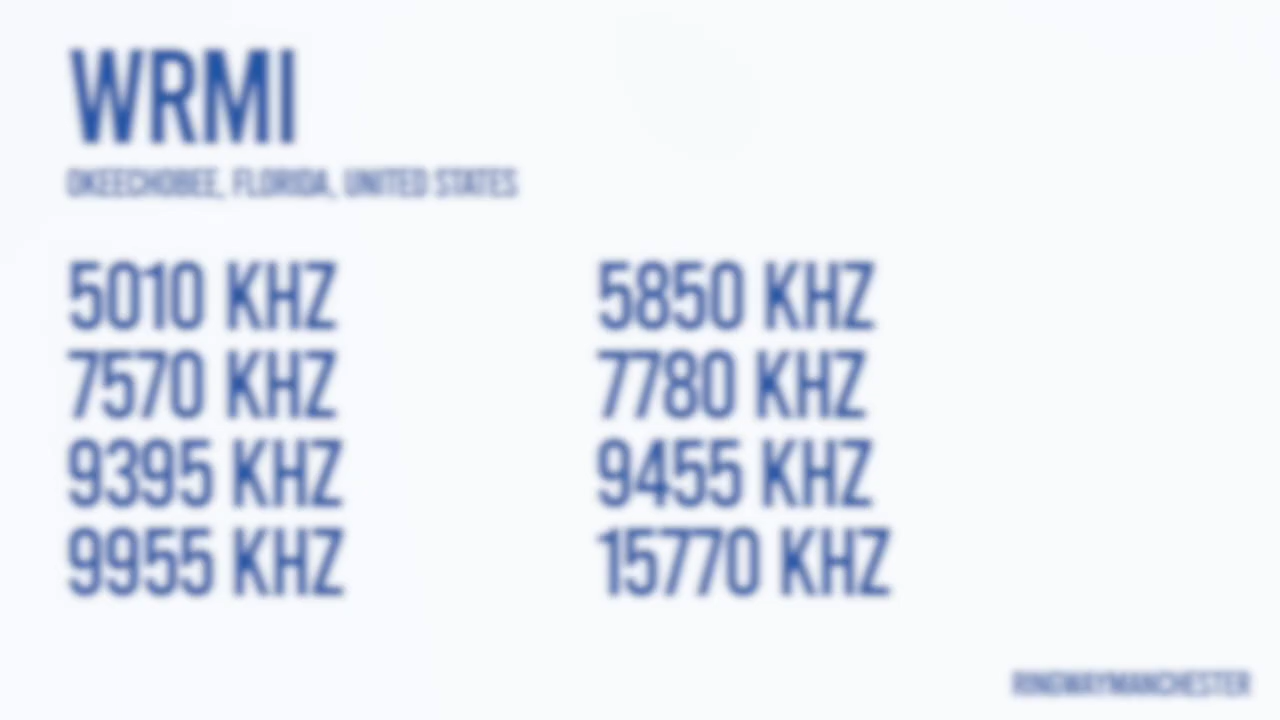 WRMI
OKEECHOBEE, FLORIDA, UNITED STATES
5010 KHZ
5850 KHZ
7570 KHZ
7780 KHZ
9395 KHZ
9455 KHZ
9955 KHZ
15770 KHZ
RINGWAYMANCHESTER